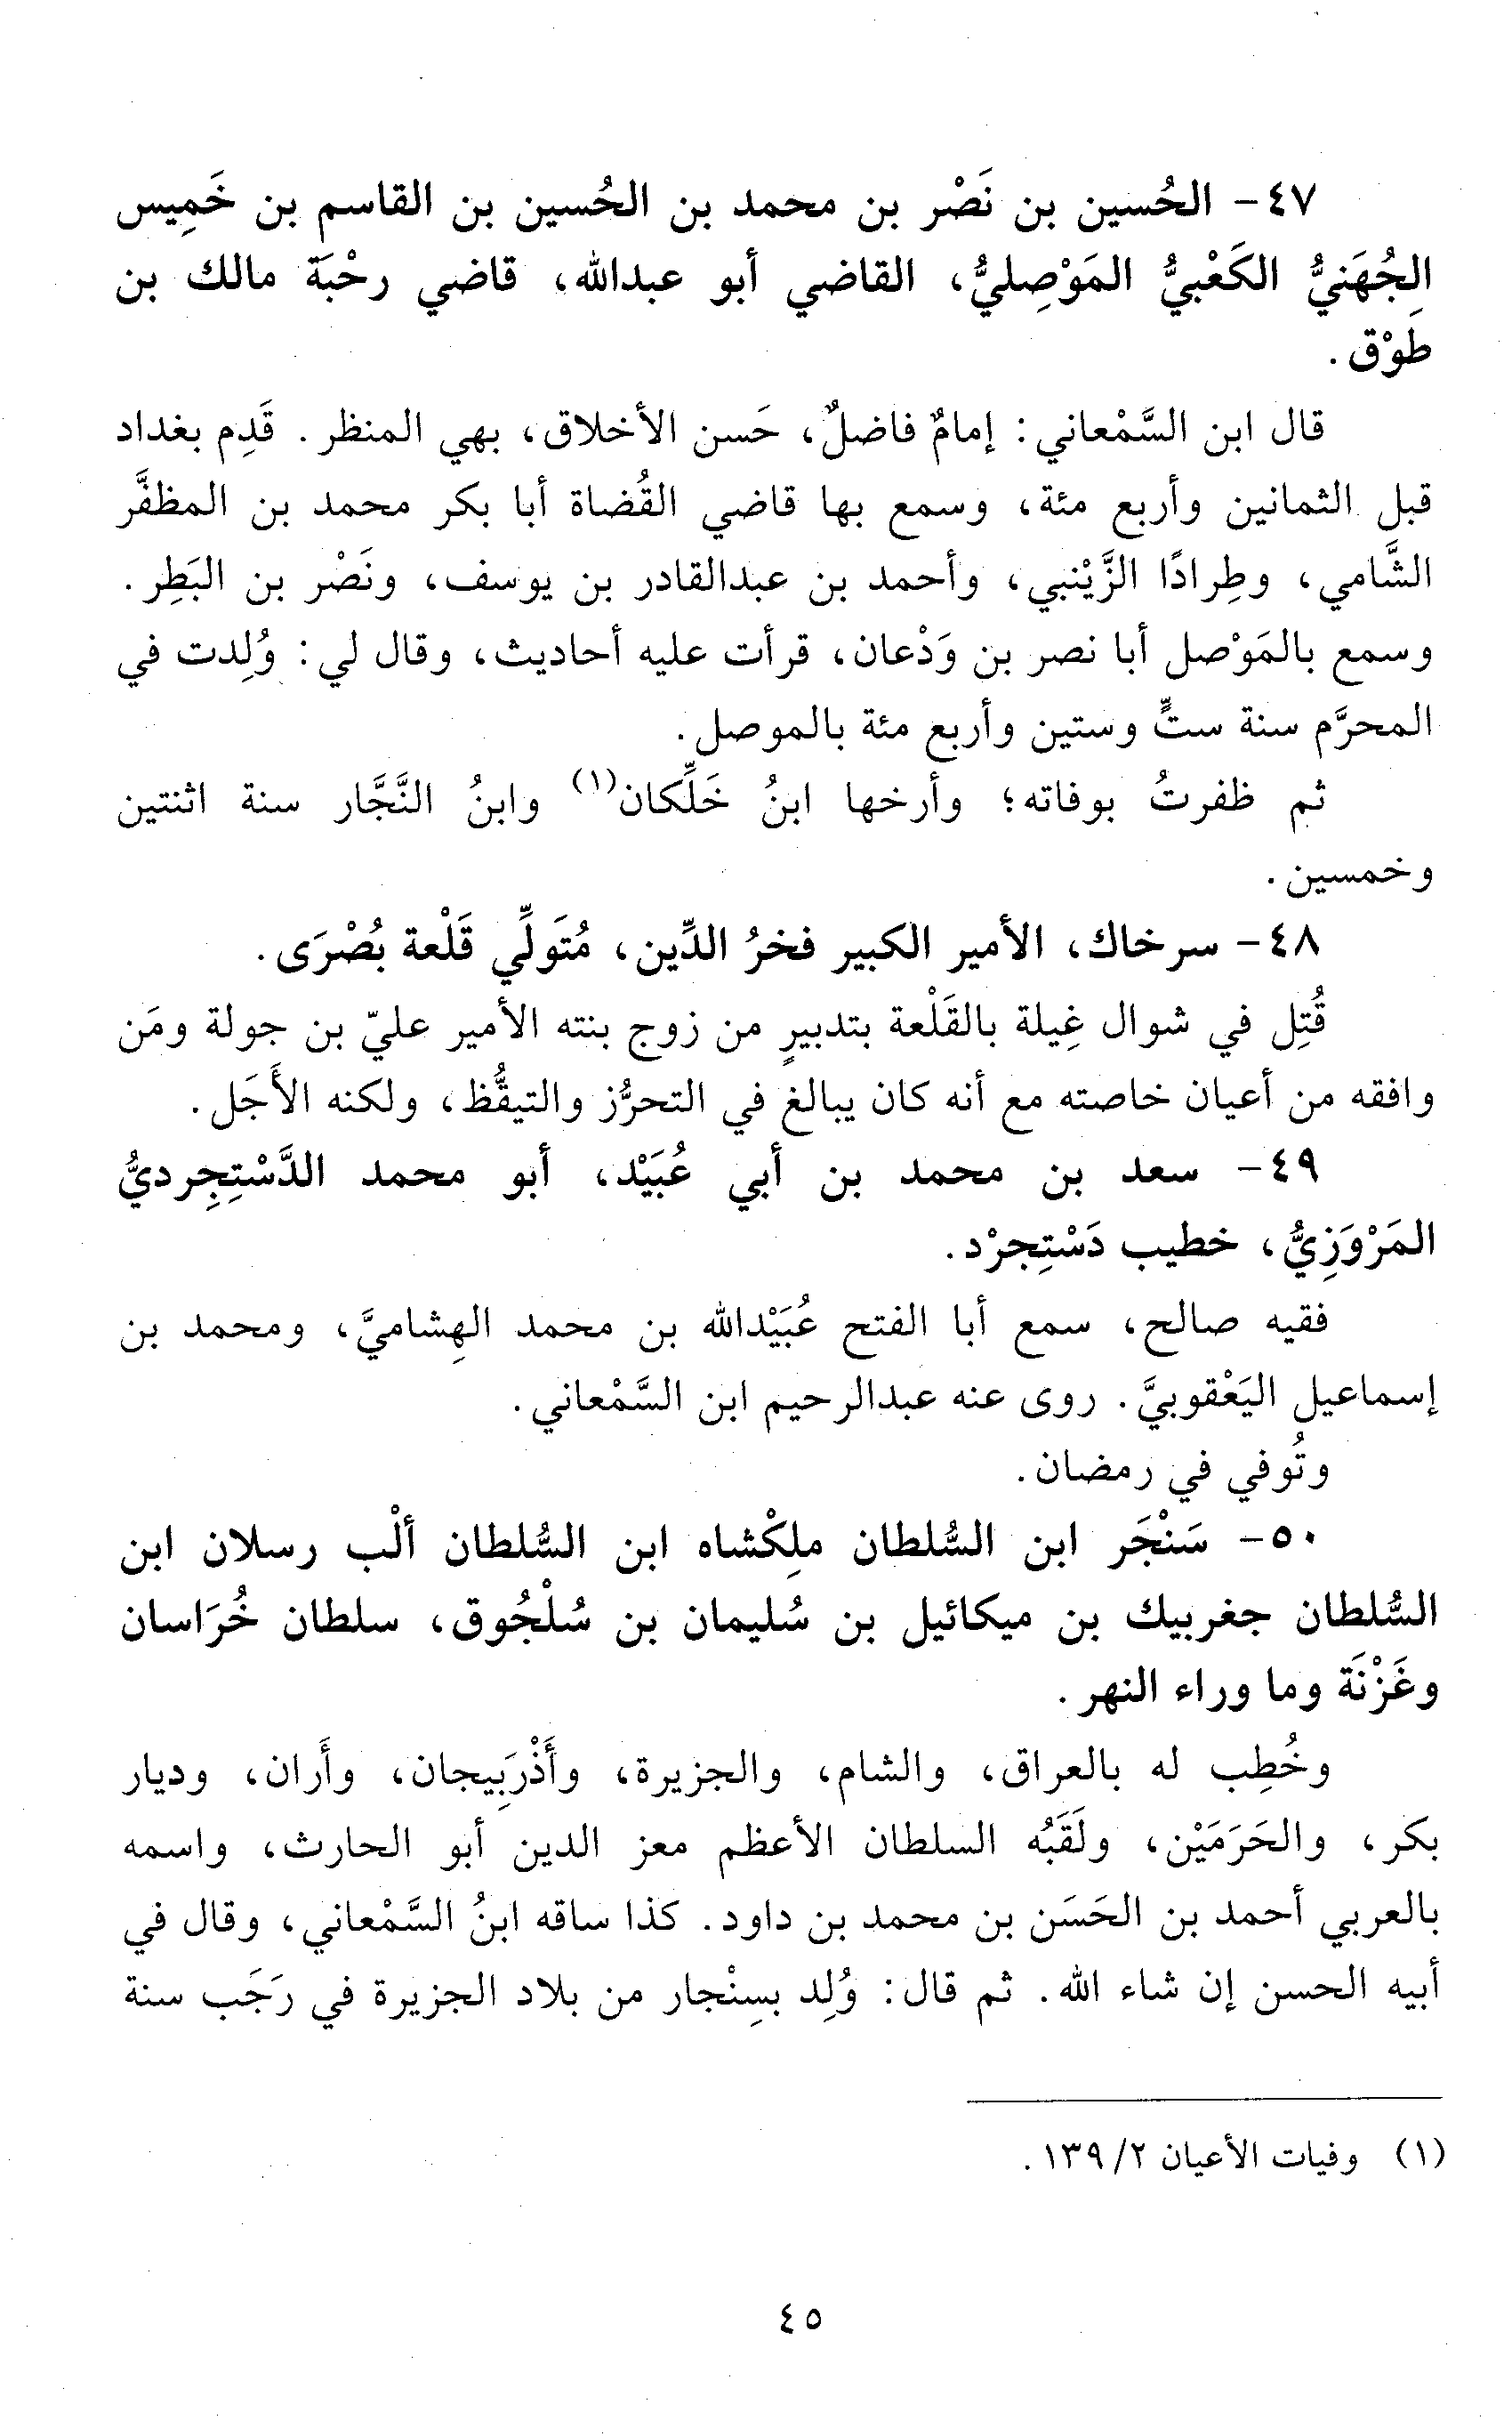 ٤٧- الحُسين بن نَصْر بن محمد بن الحُسين بن القاسم بن خَمِيس
الجُهَنيُّ الكَعْبيُّ المَوْصِليُّ، القاضي أبو عبدالله، قاضي رحْبَة مالك بن
طَوْق.
قال ابن السَّمْعاني: إمامٌ فاضلٌ، حَسن الأخلاق، بهي المنظر. قَدِم بغداد
قبل الثمانين وأربع مئة، وسمع بها قاضي القُضاة أبا بكر محمد بن المظفَّر
الشَّامي، وطِرادًا الزَّيْنبي، وأحمد بن عبدالقادر بن يوسف، ونَصْر بن البَطِر.
وسمع بالمَوْصل أبا نصر بن وَدْعان، قرأت عليه أحاديث، وقال لي: وُلِدت في
المحرَّم سنة ستٍّ وستين وأربع مئة بالموصل.
ثم ظفرتُ بوفاته؛ وأرخها ابنُ خَلِّكان(١) وابنُ النَّجَّار سنة اثنتين
وخمسين.
٤٨- سرخاك، الأمير الكبير فخرُ الدِّين، مُتَولِّي قَلْعة بُصْرَى.
قُتِل في شوال غِيلة بالقَلْعة بتدبيرٍ من زوج بنته الأمير عليّ بن جولة ومَن
وافقه من أعيان خاصته مع أنه كان يبالغ في التحرُّز والتيقُّظ، ولكنه الأَجَل.
٤٩- سعد بن محمد بن أبي عُبَيْد، أبو محمد الدَّسْتِجِرديُّ
المَرْوَزِيُّ، خطيب دَسْتِجرْد.
فقيه صالح، سمع أبا الفتح عُبَيْدالله بن محمد الهِشاميَّ، ومحمد بن
إسماعيل اليَعْقوبيَّ. روى عنه عبدالرحيم ابن السَّمْعاني.
وتُوفي في رمضان.
٥٠- سَنْجَر ابن السُّلطان ملِكْشاه ابن السُّلطان ألْب رسلان ابن
السُّلطان جغربيك بن ميكائيل بن سُليمان بن سُلْجُوق، سلطان خُرَاسان
وغَزْنَة وما وراء النهر.
وخُطِب له بالعراق، والشام، والجزيرة، وأَذْرَبِيجان، وأَران، وديار
بكر، والحَرَمَيْن، ولَقَبُه السلطان الأعظم معز الدين أبو الحارث، واسمه
بالعربي أحمد بن الحَسَن بن محمد بن داود. كذا ساقه ابنُ السَّمْعاني، وقال في
أبيه الحسن إن شاء الله. ثم قال: وُلِد بسِنْجار من بلاد الجزيرة في رَجَب سنة
(١) وفيات الأعيان ٢/ ١٣٩.
٤٥